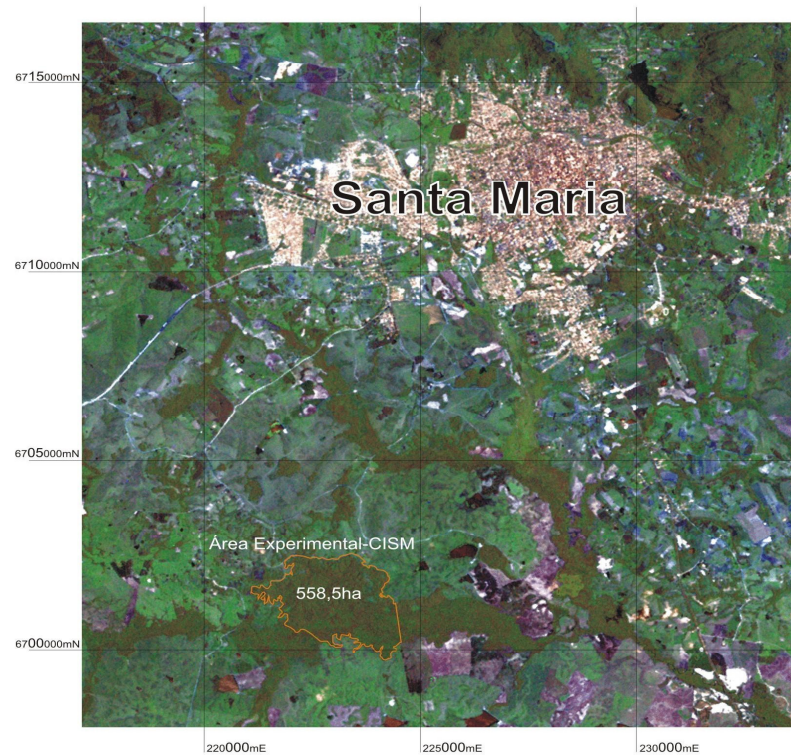 6715000mN
Santa Maria
6710000mN
6705000mN
Área Experimental-CISM
558,5ha
6700000mN
220000mE
225000mE
230000mE